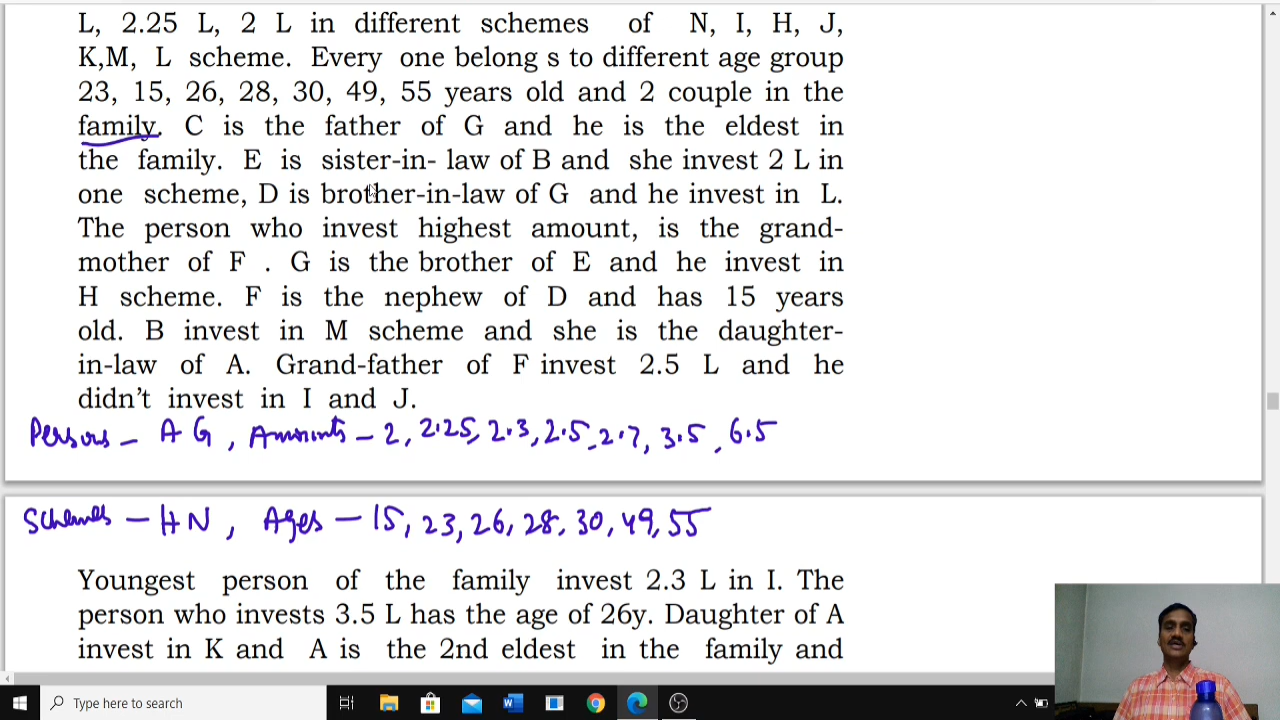 L, 2.25 L, 2 L in different schemes of N, I, H, J,
K,M, L scheme. Every one belong s to different age group
23, 15, 26, 28, 30, 49, 55 years old and 2 couple in the
family. C is the father of G and he is the eldest in
the family. E is sister-in- law of B and she invest 2 L in
one scheme, D is brother-in-law of G and he invest in L.
The person who invest highest amount, is the grand-
mother of F . G is the brother of E and he invest in
H scheme. F is the nephew of D and has 15 years
old. B invest in M scheme and she is the daughter-
in-law of A. Grand-father of F invest 2.5 L and he
didn't invest in I and J.
Persons - A G, Amounts - 2, 2.25, 2.3, 2.5, 2.7, 3.5, 6.5
Schemes - H N, Ages - 15, 23, 26, 28, 30, 49, 55
Youngest person of the family invest 2.3 L in I. The
person who invests 3.5 L has the age of 26y. Daughter of A
invest in K and A is the 2nd eldest in the family and
Type here to search